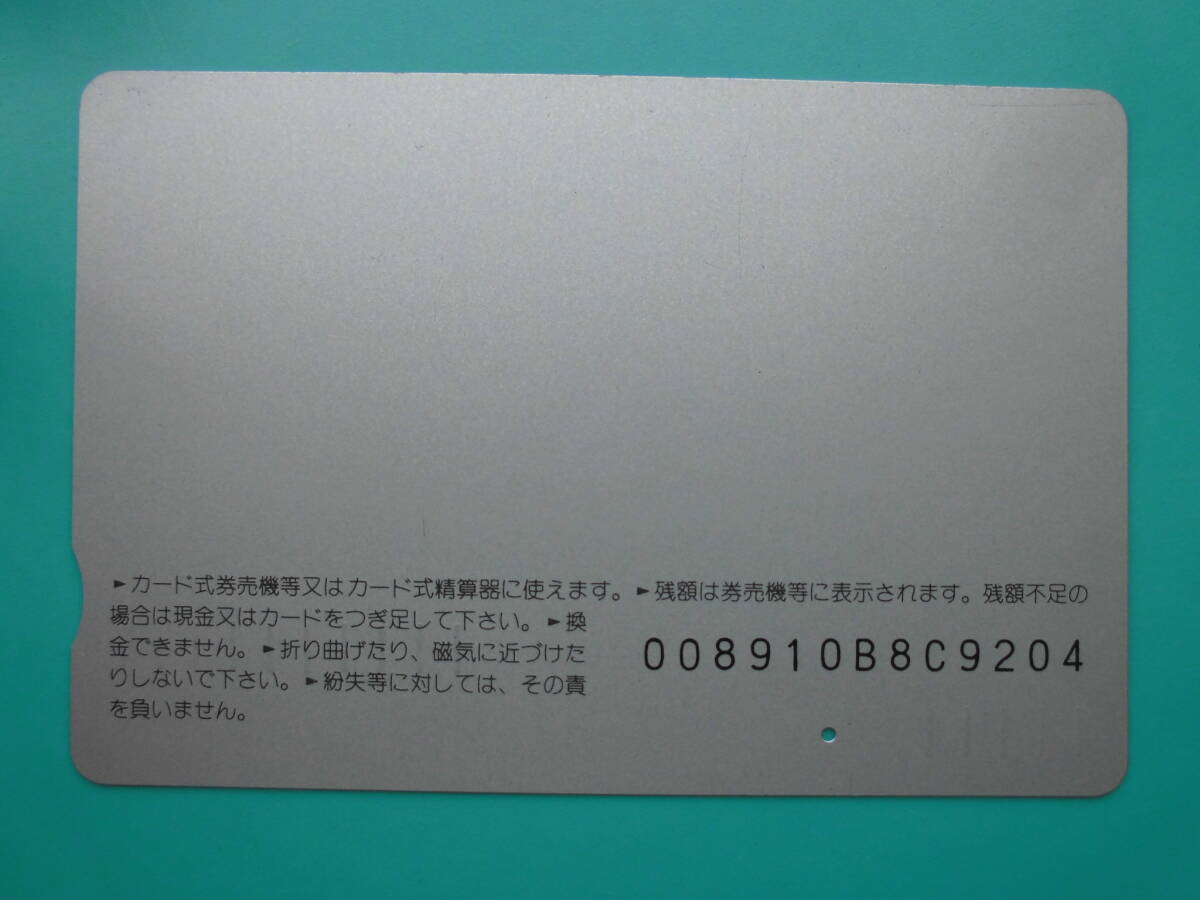 ►カード式券売機等又はカード式精算器に使えます。►残額は券売機等に表示されます。残額不足の
場合は現金又はカードをつぎ足して下さい。►換
金できません。►折り曲げたり、磁気に近づけた
りしないで下さい。►紛失等に対しては、その責
を負いません。
008910B8C9204